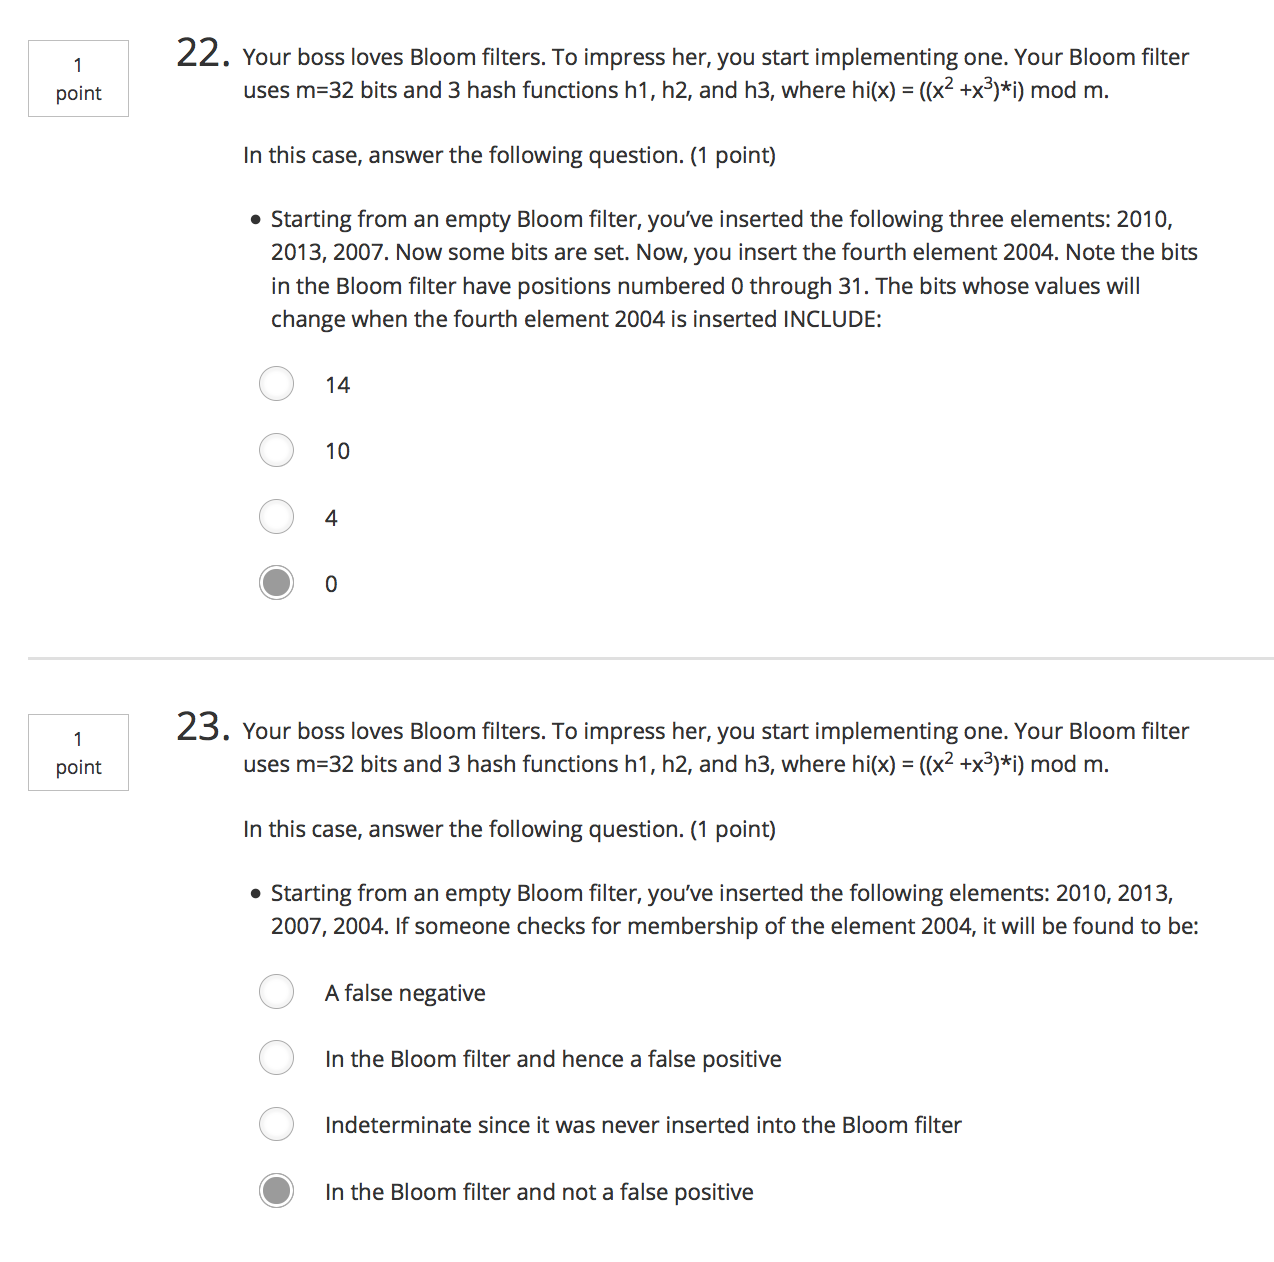 1
point
22. Your boss loves Bloom filters. To impress her, you start implementing one. Your Bloom filter
uses m=32 bits and 3 hash functions h1, h2, and h3, where hi(x) = ((x² +x³)*i) mod m.
In this case, answer the following question. (1 point)
• Starting from an empty Bloom filter, you’ve inserted the following three elements: 2010,
2013, 2007. Now some bits are set. Now, you insert the fourth element 2004. Note the bits
in the Bloom filter have positions numbered 0 through 31. The bits whose values will
change when the fourth element 2004 is inserted INCLUDE:
14
10
4
0
1
point
23. Your boss loves Bloom filters. To impress her, you start implementing one. Your Bloom filter
uses m=32 bits and 3 hash functions h1, h2, and h3, where hi(x) = ((x² +x³)*i) mod m.
In this case, answer the following question. (1 point)
• Starting from an empty Bloom filter, you’ve inserted the following elements: 2010, 2013,
2007, 2004. If someone checks for membership of the element 2004, it will be found to be:
A false negative
In the Bloom filter and hence a false positive
Indeterminate since it was never inserted into the Bloom filter
In the Bloom filter and not a false positive